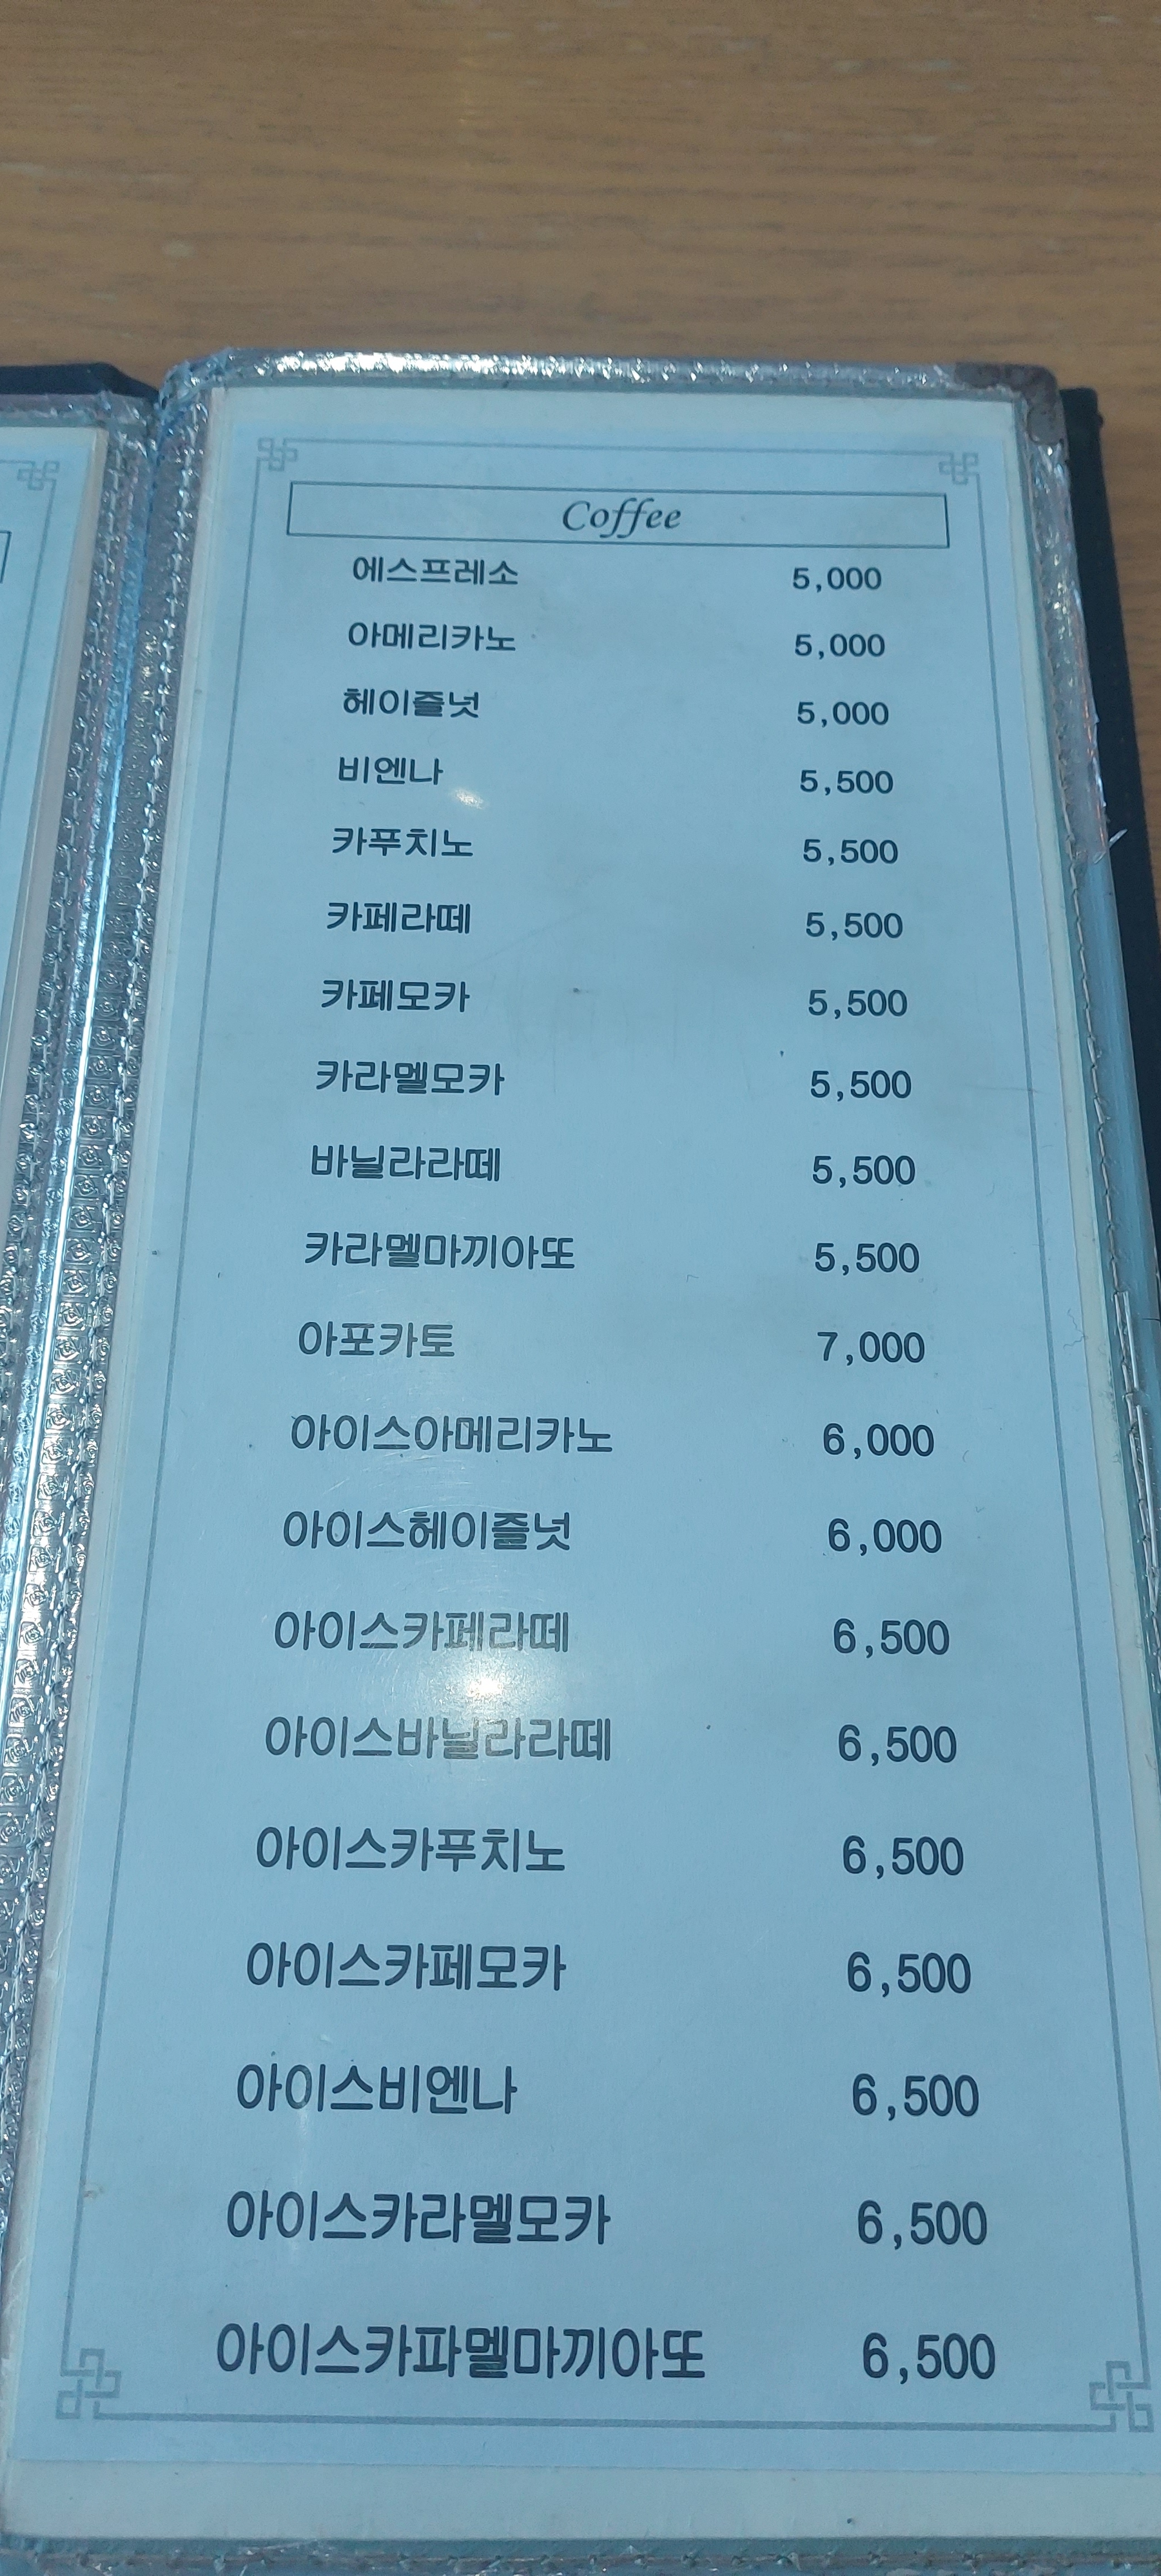 Coffee
에스프레소 5,000
아메리카노 5,000
헤이즐넛 5,000
비엔나 5,500
카푸치노 5,500
카페라떼 5,500
카페모카 5,500
카라멜모카 5,500
바닐라라떼 5,500
카라멜마끼아또 5,500
아포카토 7,000
아이스아메리카노 6,000
아이스헤이즐넛 6,000
아이스카페라떼 6,500
아이스바닐라라떼 6,500
아이스카푸치노 6,500
아이스카페모카 6,500
아이스비엔나 6,500
아이스카라멜모카 6,500
아이스카파멜마끼아또 6,500